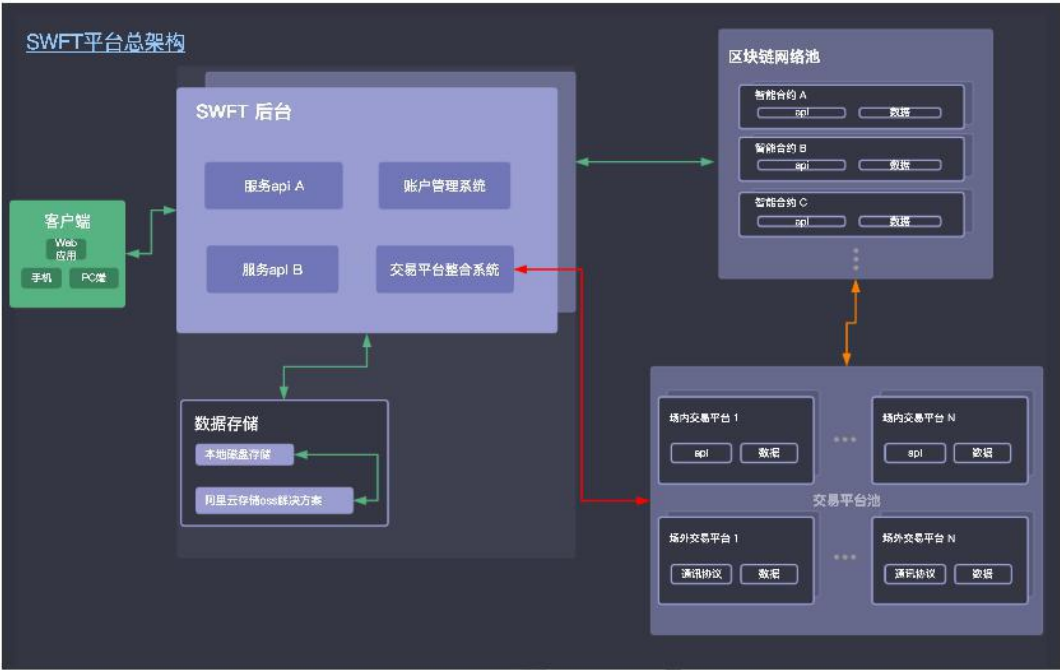 SWFT平台总架构
SWFT 后台
服务api A
账户管理系统
服务api B
交易平台整合系统
客户端
Web
应用
手机
PC端
数据存储
本地磁盘存储
阿里云存储oss解决方案
区块链网络池
智能合约 A
api
数据
智能合约 B
api
数据
智能合约 C
api
数据
场内交易平台 1
api
数据
场内交易平台 N
api
数据
交易平台池
场外交易平台 1
通讯协议
数据
场外交易平台 N
通讯协议
数据